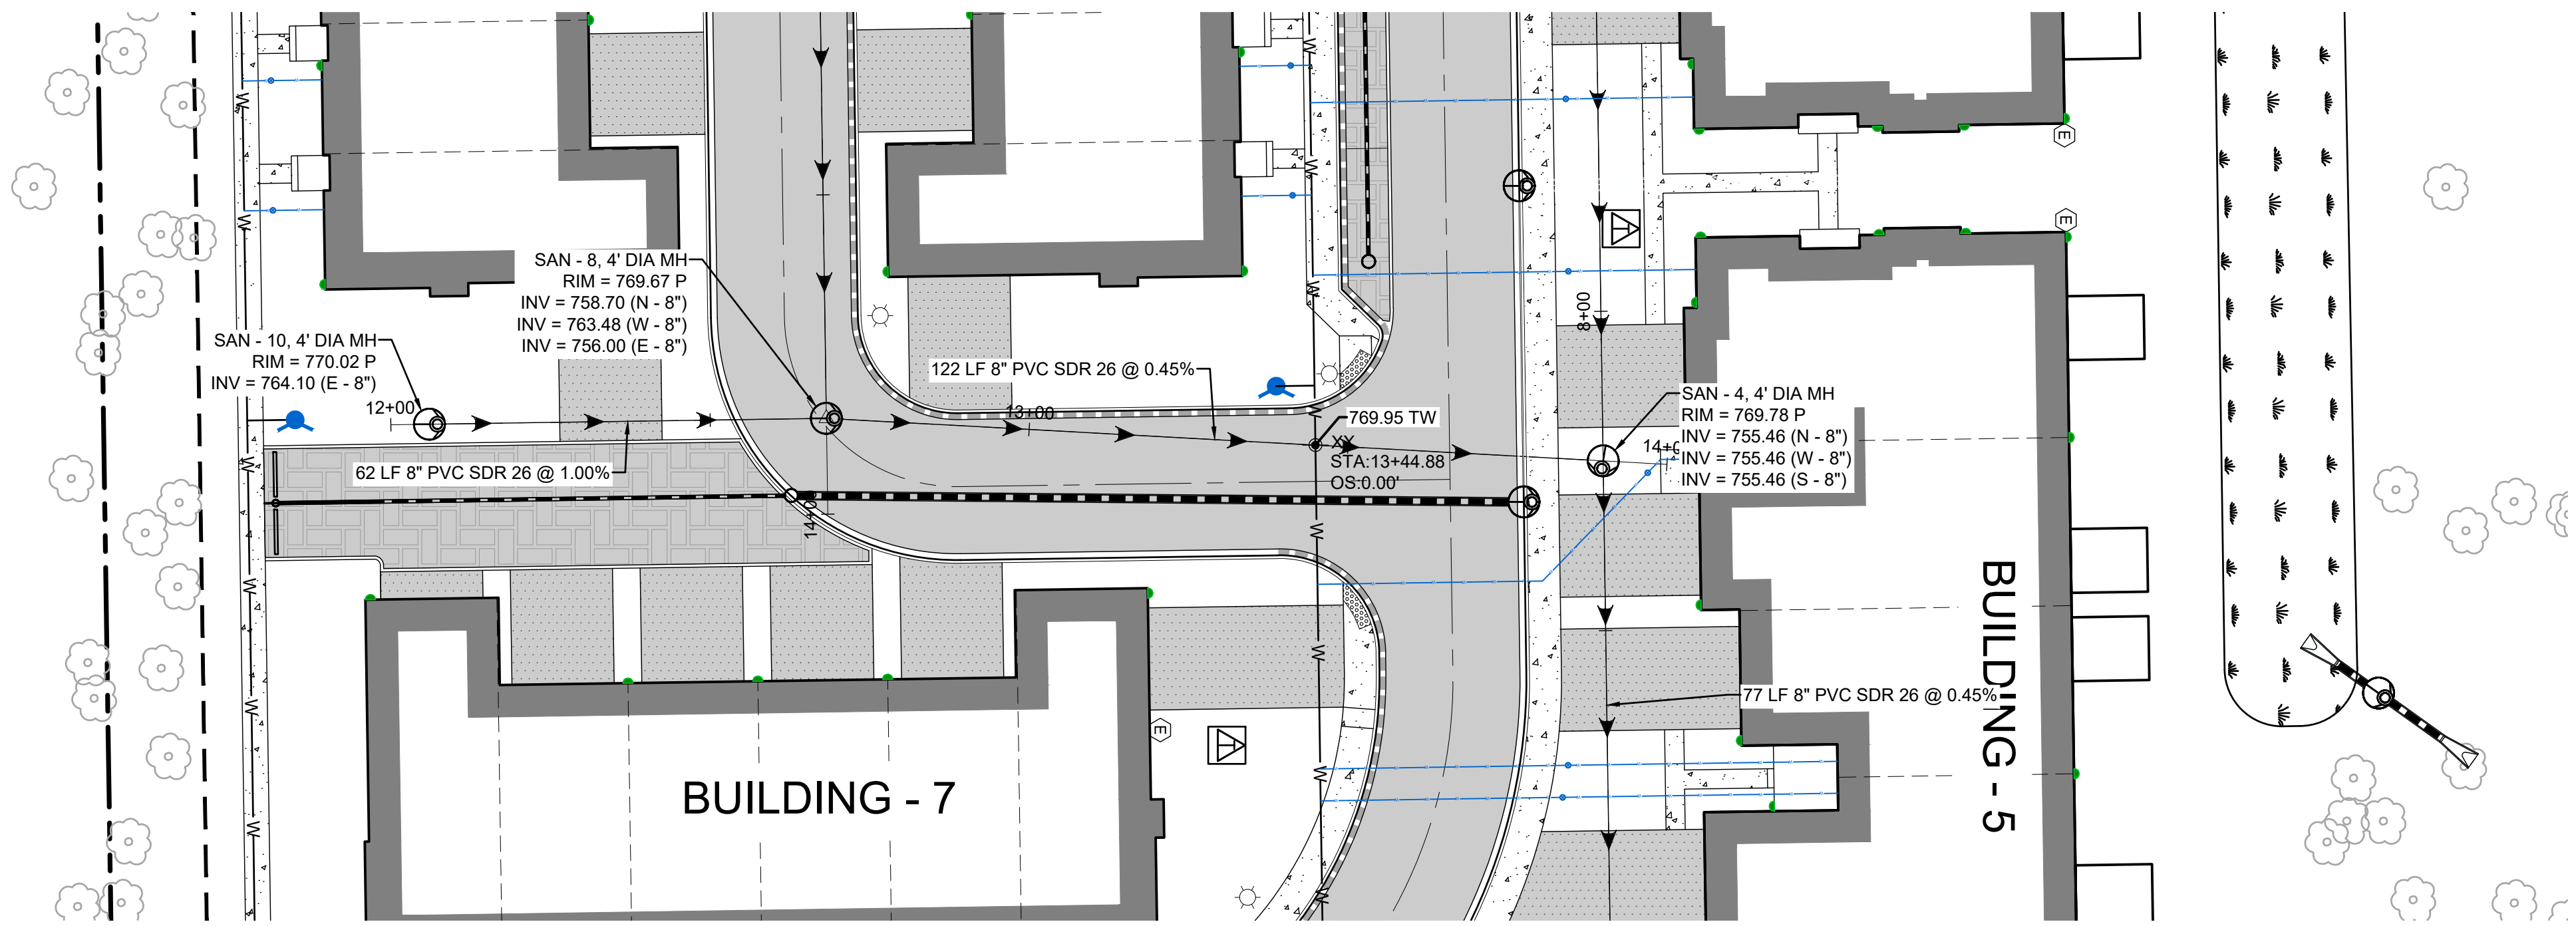 SAN - 8, 4' DIA MH
RIM = 769.67 P
INV = 758.70 (N - 8")
INV = 763.48 (W - 8")
INV = 756.00 (E - 8")
SAN - 10, 4' DIA MH
RIM = 770.02 P
INV = 764.10 (E - 8")
12+00
62 LF 8" PVC SDR 26 @ 1.00%
122 LF 8" PVC SDR 26 @ 0.45%
13+00
769.95 TW
XX
STA:13+44.88
OS:0.00'
8+00
SAN - 4, 4' DIA MH
RIM = 769.78 P
INV = 755.46 (N - 8")
INV = 755.46 (W - 8")
INV = 755.46 (S - 8")
77 LF 8" PVC SDR 26 @ 0.45%
BUILDING - 7
BUILDING - 5
W
W
W
W
W
W
W
W
W
W
W
W
W
W
E
E
E